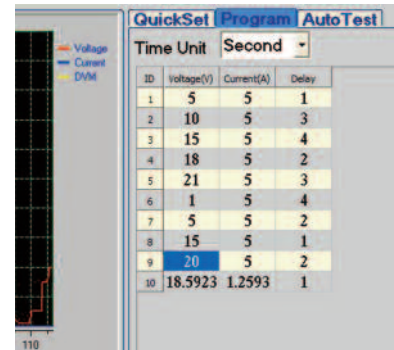 QuickSet Program AutoTest
Voltage
Current
DVM
Time Unit Second
ID Voltage(V) Current(A) Delay
1 5 5 1
2 10 5 3
3 15 5 4
4 18 5 2
5 21 5 3
6 1 5 4
7 5 5 2
8 15 5 1
9 20 5 2
10 18.5923 1.2593 1
110